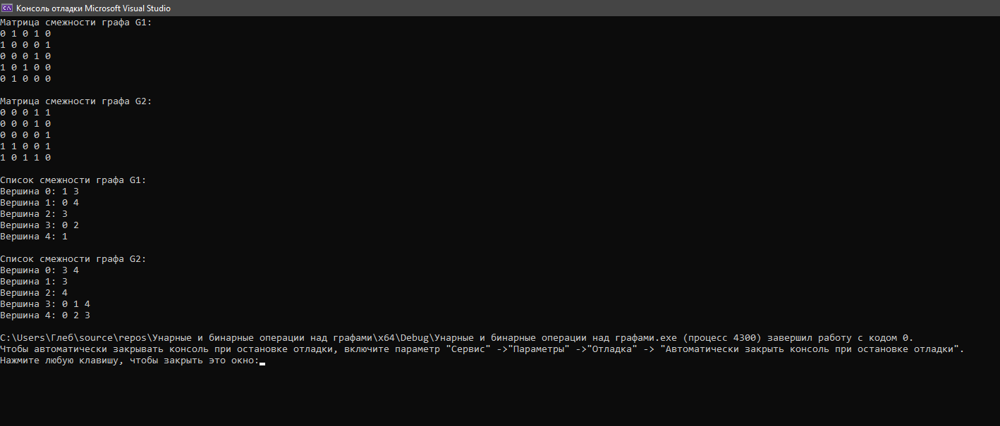 Консоль отладки Microsoft Visual Studio
Матрица смежности графа G1:
0 1 0 1 0
1 0 0 0 1
0 0 0 1 0
1 0 1 0 0
0 1 0 0 0
Матрица смежности графа G2:
0 0 0 1 1
0 0 0 1 0
0 0 0 0 1
1 1 0 0 1
1 0 1 1 0
Список смежности графа G1:
Вершина 0: 1 3
Вершина 1: 0 4
Вершина 2: 3
Вершина 3: 0 2
Вершина 4: 1
Список смежности графа G2:
Вершина 0: 3 4
Вершина 1: 3
Вершина 2: 4
Вершина 3: 0 1 4
Вершина 4: 0 2 3
C:\Users\Глеб\source\repos\Унарные и бинарные операции над графами\x64\Debug\Унарные и бинарные операции над графами.exe (процесс 4300) завершил работу с кодом 0.
Чтобы автоматически закрывать консоль при остановке отладки, включите параметр "Сервис" ->"Параметры" ->"Отладка" -> "Автоматически закрыть консоль при остановке отладки".
Нажмите любую клавишу, чтобы закрыть это окно: